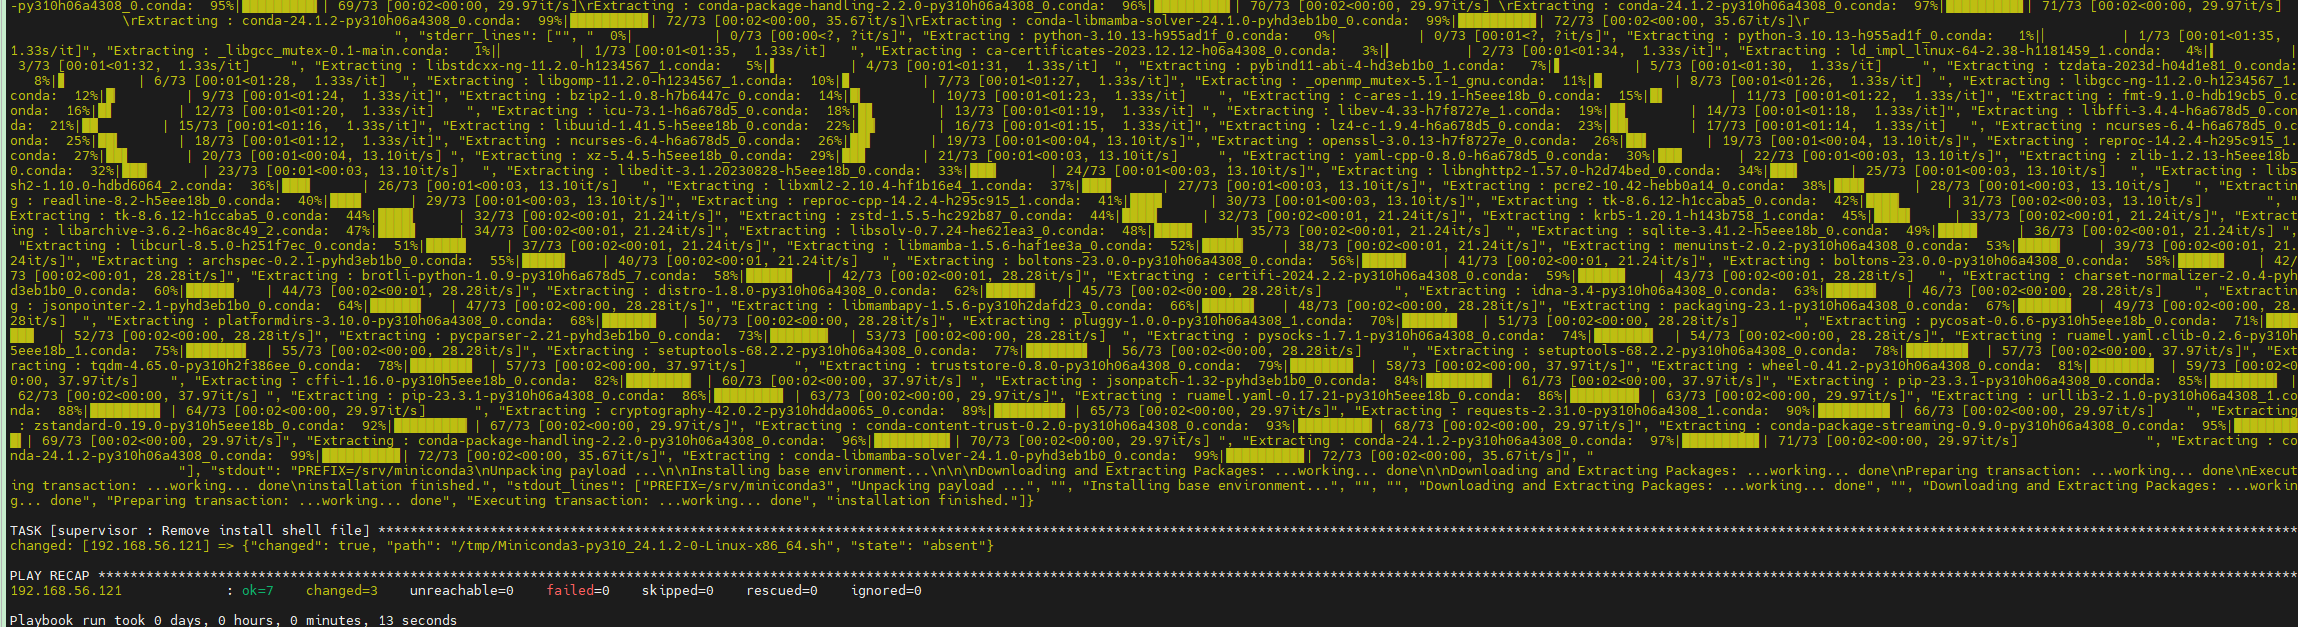 -py310h06a4308_0.conda:  95%|██████████| 69/73 [00:02<00:00, 29.97it/s]\rExtracting : conda-package-handling-2.2.0-py310h06a4308_0.conda:  96%|██████████| 70/73 [00:02<00:00, 29.97it/s] \rExtracting : conda-24.1.2-py310h06a4308_0.conda:  97%|██████████| 71/73 [00:02<00:00, 29.97it/s]
\rExtracting : conda-24.1.2-py310h06a4308_0.conda:  99%|██████████| 72/73 [00:02<00:00, 35.67it/s]\rExtracting : conda-libmamba-solver-24.1.0-pyhd3eb1b0_0.conda:  99%|██████████| 72/73 [00:02<00:00, 35.67it/s]\r
", "stderr_lines": ["", "  0%|          | 0/73 [00:00<?, ?it/s]", "Extracting : python-3.10.13-h955ad1f_0.conda:   0%|          | 0/73 [00:01<?, ?it/s]", "Extracting : python-3.10.13-h955ad1f_0.conda:   1%||          | 1/73 [00:01<01:35,
1.33s/it]", "Extracting : _libgcc_mutex-0.1-main.conda:   1%||          | 1/73 [00:01<01:35,  1.33s/it]   ", "Extracting : ca-certificates-2023.12.12-h06a4308_0.conda:   3%|▎         | 2/73 [00:01<01:34,  1.33s/it]", "Extracting : ld_impl_linux-64-2.38-h1181459_1.conda:   4%|▍         |
3/73 [00:01<01:32,  1.33s/it]     ", "Extracting : libstdcxx-ng-11.2.0-h1234567_1.conda:   5%|▌         | 4/73 [00:01<01:31,  1.33s/it]", "Extracting : pybind11-abi-4-hd3eb1b0_1.conda:   7%|▋         | 5/73 [00:01<01:30,  1.33s/it]     ", "Extracting : tzdata-2023d-h04d1e81_0.conda:
8%|▊         | 6/73 [00:01<01:28,  1.33s/it]", "Extracting : libgomp-11.2.0-h1234567_1.conda:  10%|▉         | 7/73 [00:01<01:27,  1.33s/it]", "Extracting : _openmp_mutex-5.1-1_gnu.conda:  11%|█         | 8/73 [00:01<01:26,  1.33s/it]   ", "Extracting : libgcc-ng-11.2.0-h1234567_1.
conda:  12%|█▏        | 9/73 [00:01<01:24,  1.33s/it]", "Extracting : bzip2-1.0.8-h7b6447c_0.conda:  14%|█▎        | 10/73 [00:01<01:23,  1.33s/it]     ", "Extracting : c-ares-1.19.1-h5eee18b_0.conda:  15%|█▌        | 11/73 [00:01<01:22,  1.33s/it]", "Extracting : fmt-9.1.0-hdb19cb5_0.c
onda:  16%|█▋        | 12/73 [00:01<01:20,  1.33s/it]    ", "Extracting : icu-73.1-h6a678d5_0.conda:  18%|█▊        | 13/73 [00:01<01:19,  1.33s/it]  ", "Extracting : libev-4.33-h7f8727e_1.conda:  19%|█▉        | 14/73 [00:01<01:18,  1.33s/it]", "Extracting : libffi-3.4.4-h6a678d5_0.con
da:  21%|██        | 15/73 [00:01<01:16,  1.33s/it]", "Extracting : libuuid-1.41.5-h5eee18b_0.conda:  22%|██▏       | 16/73 [00:01<01:15,  1.33s/it]", "Extracting : lz4-c-1.9.4-h6a678d5_0.conda:  23%|██▎       | 17/73 [00:01<01:14,  1.33s/it]   ", "Extracting : ncurses-6.4-h6a678d5_0.c
onda:  25%|██▍       | 18/73 [00:01<01:12,  1.33s/it]", "Extracting : ncurses-6.4-h6a678d5_0.conda:  26%|██▌       | 19/73 [00:01<00:04, 13.10it/s]", "Extracting : openssl-3.0.13-h7f8727e_0.conda:  26%|██▌       | 19/73 [00:01<00:04, 13.10it/s]", "Extracting : reproc-14.2.4-h295c915_1.
conda:  27%|██▋       | 20/73 [00:01<00:04, 13.10it/s] ", "Extracting : xz-5.4.5-h5eee18b_0.conda:  29%|██▉       | 21/73 [00:01<00:03, 13.10it/s]     ", "Extracting : yaml-cpp-0.8.0-h6a678d5_0.conda:  30%|███       | 22/73 [00:01<00:03, 13.10it/s]", "Extracting : zlib-1.2.13-h5eee18b_
0.conda:  32%|███▏      | 23/73 [00:01<00:03, 13.10it/s]    ", "Extracting : libedit-3.1.20230828-h5eee18b_0.conda:  33%|███▎      | 24/73 [00:01<00:03, 13.10it/s]", "Extracting : libnghttp2-1.57.0-h2d74bed_0.conda:  34%|███▍      | 25/73 [00:01<00:03, 13.10it/s]   ", "Extracting : libs
sh2-1.10.0-hdbd6064_2.conda:  36%|███▌      | 26/73 [00:01<00:03, 13.10it/s]   ", "Extracting : libxml2-2.10.4-hf1b16e4_1.conda:  37%|███▋      | 27/73 [00:01<00:03, 13.10it/s]", "Extracting : pcre2-10.42-hebb0a14_0.conda:  38%|███▊      | 28/73 [00:01<00:03, 13.10it/s]    ", "Extractin
g : readline-8.2-h5eee18b_0.conda:  40%|███▉      | 29/73 [00:01<00:03, 13.10it/s]", "Extracting : reproc-cpp-14.2.4-h295c915_1.conda:  41%|████      | 30/73 [00:01<00:03, 13.10it/s]", "Extracting : tk-8.6.12-h1ccaba5_0.conda:  42%|████▏     | 31/73 [00:01<00:03, 13.10it/s]        ", "
Extracting : tk-8.6.12-h1ccaba5_0.conda:  44%|████▍     | 32/73 [00:02<00:01, 21.24it/s]", "Extracting : zstd-1.5.5-hc292b87_0.conda:  44%|████▍     | 32/73 [00:02<00:01, 21.24it/s]", "Extracting : krb5-1.20.1-h143b758_1.conda:  45%|████▌     | 33/73 [00:02<00:01, 21.24it/s]", "Extract
ing : libarchive-3.6.2-h6ac8c49_2.conda:  47%|████▋     | 34/73 [00:02<00:01, 21.24it/s]", "Extracting : libsolv-0.7.24-he621ea3_0.conda:  48%|████▊     | 35/73 [00:02<00:01, 21.24it/s]   ", "Extracting : sqlite-3.41.2-h5eee18b_0.conda:  49%|████▉     | 36/73 [00:02<00:01, 21.24it/s] ",
"Extracting : libcurl-8.5.0-h251f7ec_0.conda:  51%|█████     | 37/73 [00:02<00:01, 21.24it/s]", "Extracting : libmamba-1.5.6-haf1ee3a_0.conda:  52%|█████▏    | 38/73 [00:02<00:01, 21.24it/s]", "Extracting : menuinst-2.0.2-py310h06a4308_0.conda:  53%|█████▎    | 39/73 [00:02<00:01, 21.
24it/s]", "Extracting : archspec-0.2.1-pyhd3eb1b0_0.conda:  55%|█████▍    | 40/73 [00:02<00:01, 21.24it/s]   ", "Extracting : boltons-23.0.0-py310h06a4308_0.conda:  56%|█████▌    | 41/73 [00:02<00:01, 21.24it/s]", "Extracting : boltons-23.0.0-py310h06a4308_0.conda:  58%|█████▊    | 42/
73 [00:02<00:01, 28.28it/s]", "Extracting : brotli-python-1.0.9-py310h6a678d5_7.conda:  58%|█████▊    | 42/73 [00:02<00:01, 28.28it/s]", "Extracting : certifi-2024.2.2-py310h06a4308_0.conda:  59%|█████▉    | 43/73 [00:02<00:01, 28.28it/s]    ", "Extracting : charset-normalizer-2.0.4-pyh
d3eb1b0_0.conda:  60%|██████    | 44/73 [00:02<00:01, 28.28it/s]", "Extracting : distro-1.8.0-py310h06a4308_0.conda:  62%|██████▏   | 45/73 [00:02<00:00, 28.28it/s]         ", "Extracting : idna-3.4-py310h06a4308_0.conda:  63%|██████▎   | 46/73 [00:02<00:00, 28.28it/s]    ", "Extractin
g : jsonpointer-2.1-pyhd3eb1b0_0.conda:  64%|██████▍   | 47/73 [00:02<00:00, 28.28it/s]", "Extracting : libmambapy-1.5.6-py310h2dafd23_0.conda:  66%|██████▌   | 48/73 [00:02<00:00, 28.28it/s]", "Extracting : packaging-23.1-py310h06a4308_0.conda:  67%|██████▋   | 49/73 [00:02<00:00, 28.
28it/s]  ", "Extracting : platformdirs-3.10.0-py310h06a4308_0.conda:  68%|██████▊   | 50/73 [00:02<00:00, 28.28it/s]", "Extracting : pluggy-1.0.0-py310h06a4308_1.conda:  70%|██████▉   | 51/73 [00:02<00:00, 28.28it/s]       ", "Extracting : pycosat-0.6.6-py310h5eee18b_0.conda:  71%|████
███   | 52/73 [00:02<00:00, 28.28it/s]", "Extracting : pycparser-2.21-pyhd3eb1b0_0.conda:  73%|███████▎  | 53/73 [00:02<00:00, 28.28it/s]  ", "Extracting : pysocks-1.7.1-py310h06a4308_0.conda:  74%|███████▍  | 54/73 [00:02<00:00, 28.28it/s]", "Extracting : ruamel.yaml.clib-0.2.6-py310h
5eee18b_1.conda:  75%|███████▌  | 55/73 [00:02<00:00, 28.28it/s]", "Extracting : setuptools-68.2.2-py310h06a4308_0.conda:  77%|███████▋  | 56/73 [00:02<00:00, 28.28it/s]     ", "Extracting : setuptools-68.2.2-py310h06a4308_0.conda:  78%|███████▊  | 57/73 [00:02<00:00, 37.97it/s]", "Ext
racting : tqdm-4.65.0-py310h2f386ee_0.conda:  78%|███████▊  | 57/73 [00:02<00:00, 37.97it/s]      ", "Extracting : truststore-0.8.0-py310h06a4308_0.conda:  79%|███████▉  | 58/73 [00:02<00:00, 37.97it/s]", "Extracting : wheel-0.41.2-py310h06a4308_0.conda:  81%|████████  | 59/73 [00:02<0
0:00, 37.97it/s]    ", "Extracting : cffi-1.16.0-py310h5eee18b_0.conda:  82%|████████▏ | 60/73 [00:02<00:00, 37.97it/s]", "Extracting : jsonpatch-1.32-pyhd3eb1b0_0.conda:  84%|████████▎ | 61/73 [00:02<00:00, 37.97it/s]", "Extracting : pip-23.3.1-py310h06a4308_0.conda:  85%|████████▍ |
62/73 [00:02<00:00, 37.97it/s] ", "Extracting : pip-23.3.1-py310h06a4308_0.conda:  86%|████████▋ | 63/73 [00:02<00:00, 29.97it/s]", "Extracting : ruamel.yaml-0.17.21-py310h5eee18b_0.conda:  86%|████████▋ | 63/73 [00:02<00:00, 29.97it/s]", "Extracting : urllib3-2.1.0-py310h06a4308_1.co
nda:  88%|████████▊ | 64/73 [00:02<00:00, 29.97it/s]      ", "Extracting : cryptography-42.0.2-py310hdda0065_0.conda:  89%|████████▉ | 65/73 [00:02<00:00, 29.97it/s]", "Extracting : requests-2.31.0-py310h06a4308_1.conda:  90%|█████████ | 66/73 [00:02<00:00, 29.97it/s]    ", "Extracting
: zstandard-0.19.0-py310h5eee18b_0.conda:  92%|█████████▏| 67/73 [00:02<00:00, 29.97it/s]", "Extracting : conda-content-trust-0.2.0-py310h06a4308_0.conda:  93%|█████████▎| 68/73 [00:02<00:00, 29.97it/s]", "Extracting : conda-package-streaming-0.9.0-py310h06a4308_0.conda:  95%|████████
█▍| 69/73 [00:02<00:00, 29.97it/s]", "Extracting : conda-package-handling-2.2.0-py310h06a4308_0.conda:  96%|█████████▌| 70/73 [00:02<00:00, 29.97it/s] ", "Extracting : conda-24.1.2-py310h06a4308_0.conda:  97%|█████████▋| 71/73 [00:02<00:00, 29.97it/s]                ", "Extracting : co
nda-24.1.2-py310h06a4308_0.conda:  99%|█████████▊| 72/73 [00:02<00:00, 35.67it/s]", "Extracting : conda-libmamba-solver-24.1.0-pyhd3eb1b0_0.conda:  99%|█████████▊| 72/73 [00:02<00:00, 35.67it/s]", "
"], "stdout": "PREFIX=/srv/miniconda3\nUnpacking payload ...\n\nInstalling base environment...\n\n\nDownloading and Extracting Packages: ...working... done\n\nDownloading and Extracting Packages: ...working... done\nPreparing transaction: ...working... done\nExecut
ing transaction: ...working... done\ninstallation finished.", "stdout_lines": ["PREFIX=/srv/miniconda3", "Unpacking payload ...", "", "Installing base environment...", "", "", "Downloading and Extracting Packages: ...working... done", "", "Downloading and Extracting Packages: ...workin
g... done", "Preparing transaction: ...working... done", "Executing transaction: ...working... done", "installation finished."]}
TASK [supervisor : Remove install shell file] ****************************************************************
changed: [192.168.56.121] => {"changed": true, "path": "/tmp/Miniconda3-py310_24.1.2-0-Linux-x86_64.sh", "state": "absent"}
PLAY RECAP ****************************************************************
192.168.56.121             : ok=7    changed=3    unreachable=0    failed=0    skipped=0    rescued=0    ignored=0
Playbook run took 0 days, 0 hours, 0 minutes, 13 seconds